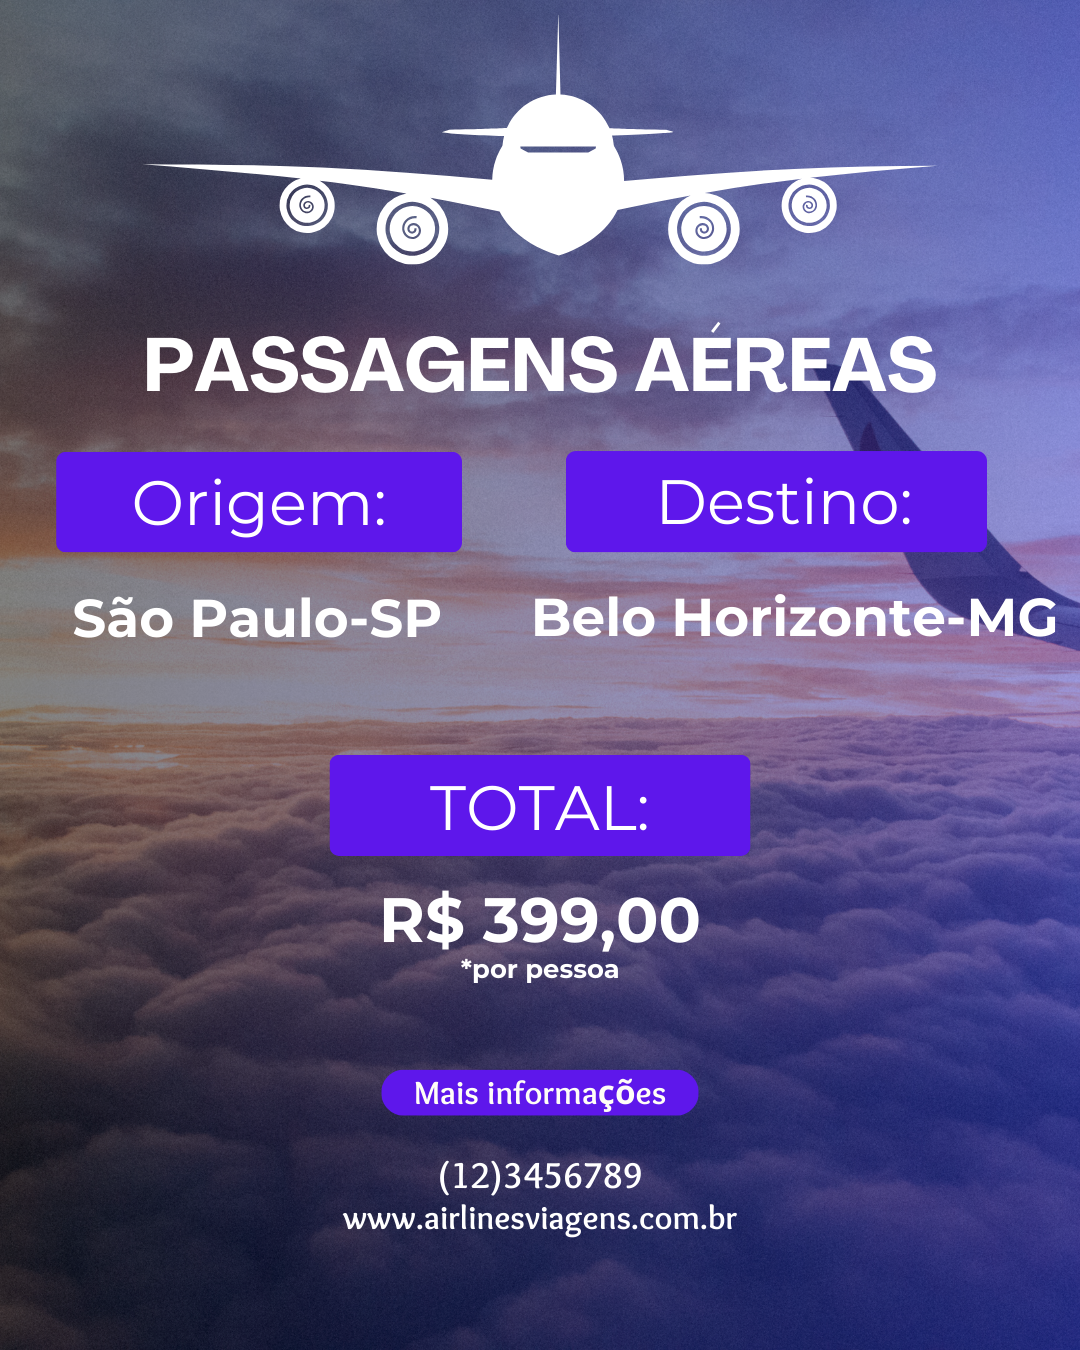 PASSAGENS AÉREAS
Origem:
Destino:
São Paulo-SP
Belo Horizonte-MG
TOTAL:
R$ 399,00
*por pessoa
Mais informações
(12)3456789
www.airlinesviagens.com.br